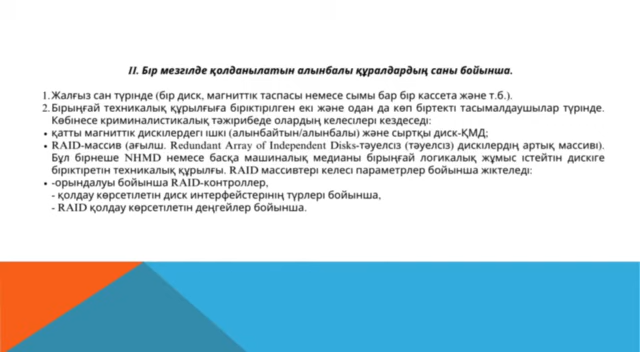 II. Бір мезгілде қолданылатын алынбалы құралдардың саны бойынша.
1. Жалғыз сан түрінде (бір диск, магниттік таспасы немесе сымы бар бір кассета және т.б.).
2. Бірыңғай техникалық құрылғыға біріктірілген екі және одан да көп біртекті тасымалдаушылар түрінде.
Көбінесе криминалистикалық тәжірибеде олардың келесілері кездеседі:
• қатты магниттік дискілердегі ішкі (алынбайтын/алынбалы) және сыртқы диск-ҚМД;
• RAID-массив (ағылш. Redundant Array of Independent Disks-тәуелсіз (тәуелсіз) дискілердің артық массиві).
Бұл бірнеше NHMD немесе басқа машиналық медианы бірыңғай логикалық жұмыс істейтін дискіге
біріктіретін техникалық құрылғы. RAID массивтері келесі параметрлер бойынша жіктеледі:
• -орындалуы бойынша RAID-контроллер,
- қолдау көрсетілетін диск интерфейстерінің түрлері бойынша,
- RAID қолдау көрсетілетін деңгейлер бойынша.